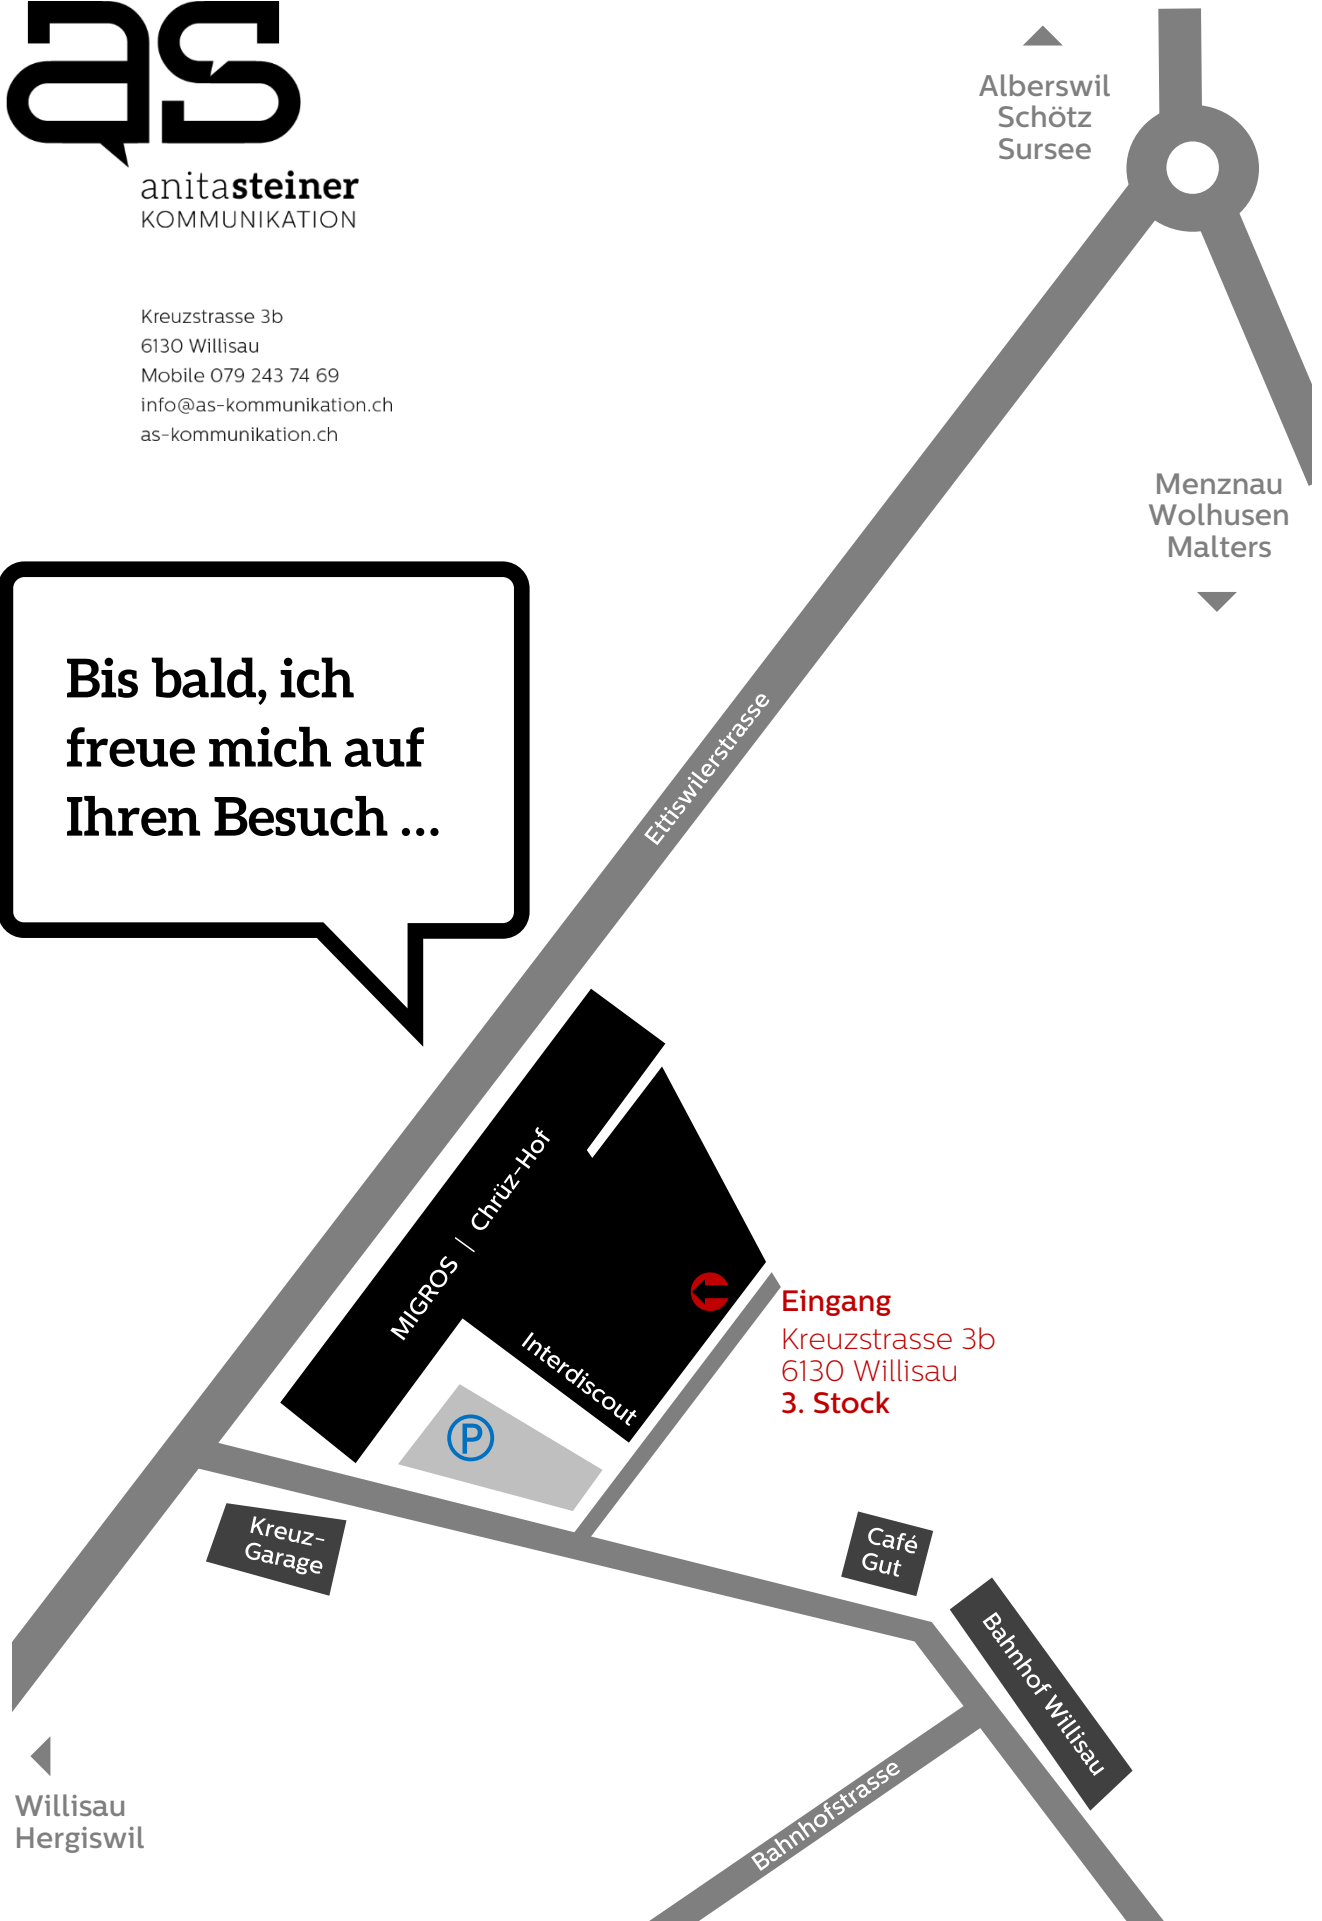 as
anitasteiner
KOMMUNIKATION
Kreuzstrasse 3b
6130 Willisau
Mobile 079 243 74 69
info@as-kommunikation.ch
as-kommunikation.ch
Alberswil
Schötz
Sursee
Menznau
Wolhusen
Malters
Bis bald, ich
freue mich auf
Ihren Besuch ...
Ettiswilerstrasse
MIGROS | Chrüz-Hof
Interdiscout
P
Eingang
Kreuzstrasse 3b
6130 Willisau
3. Stock
Kreuz-
Garage
Café
Gut
Bahnhof Willisau
Bahnhofstrasse
Willisau
Hergiswil